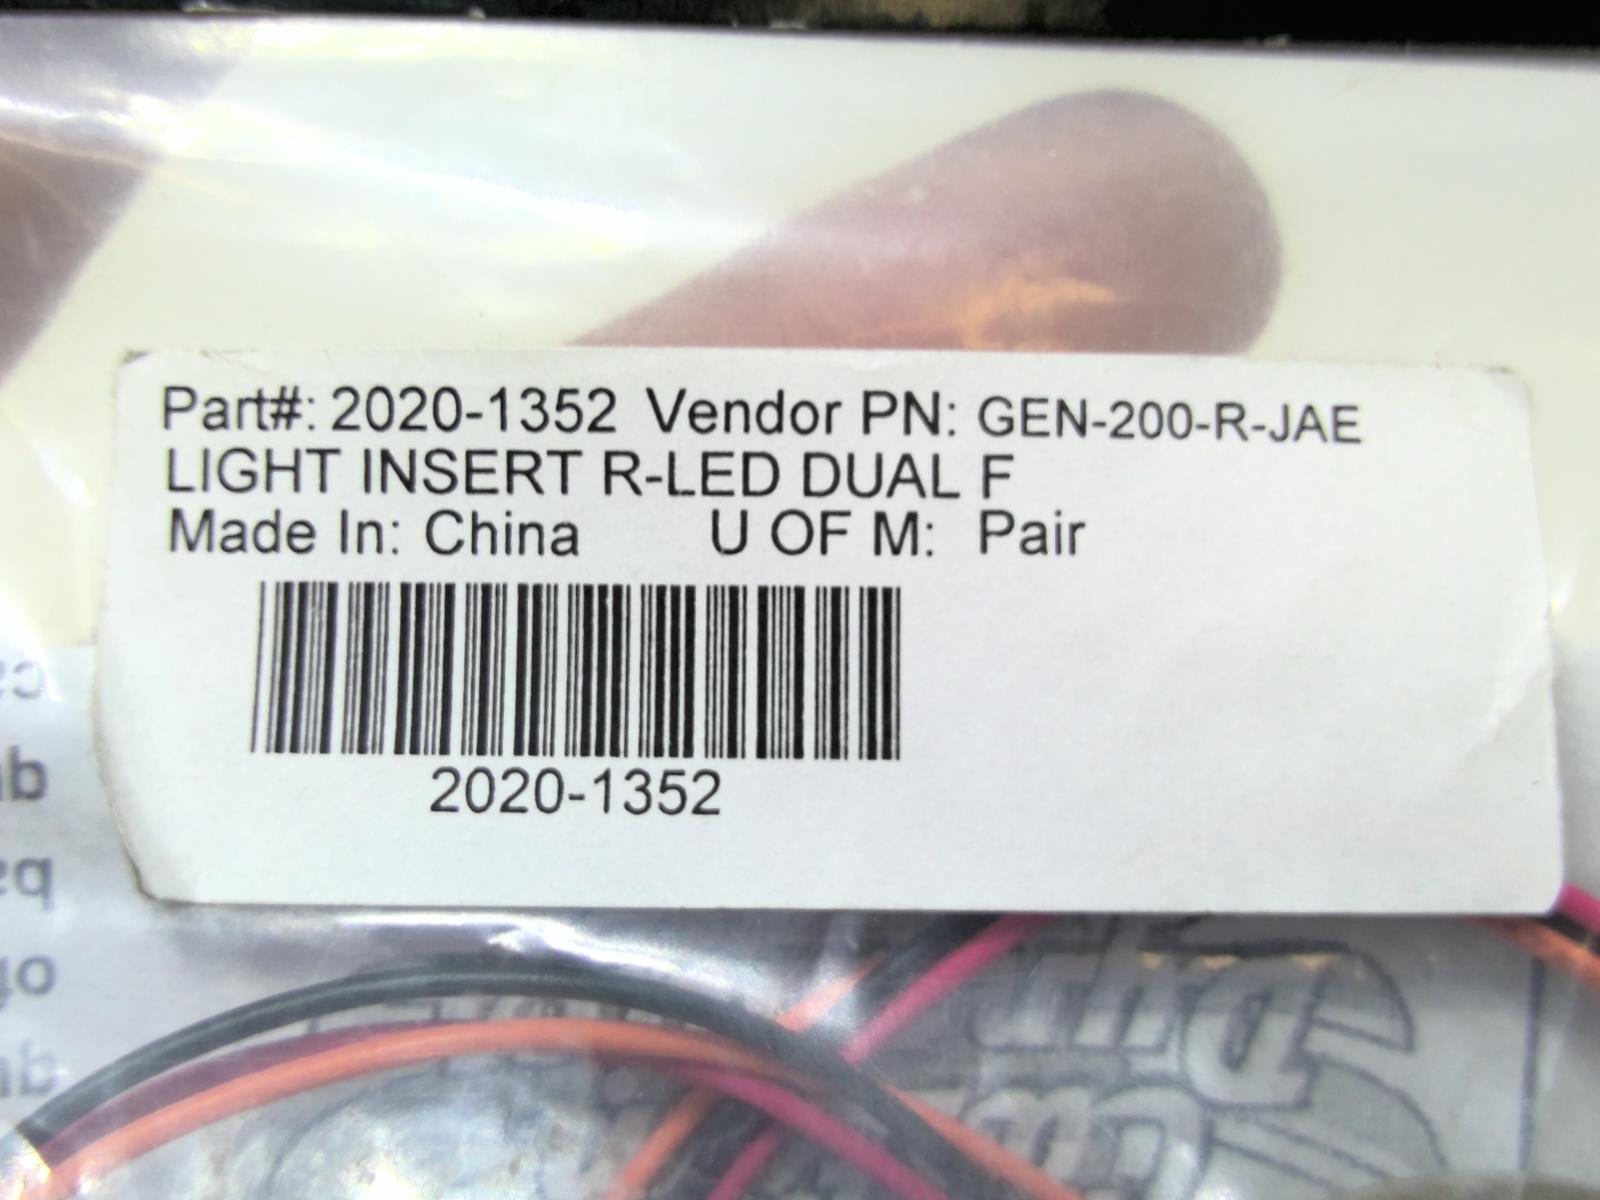 Part#: 2020-1352 Vendor PN: GEN-200-R-JAE
LIGHT INSERT R-LED DUAL F
Made In: China U OF M: Pair
2020-1352